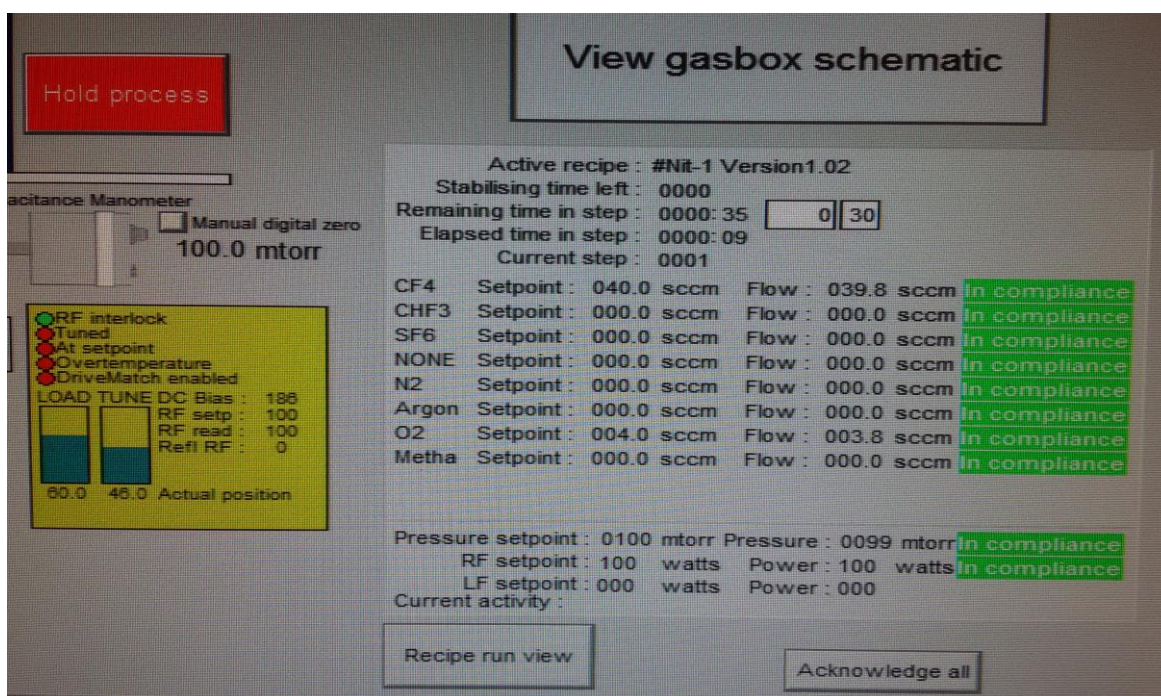 View gasbox schematic
Hold process
Active recipe : #Nit-1 Version1.02
Stabilising time left : 0000
Remaining time in step : 0000:35 0 30
Elapsed time in step : 0000:09
Current step : 0001
acitance Manometer
Manual digital zero
100.0 mtorr
CF4 Setpoint : 040.0 sccm Flow : 039.8 sccm In compliance
CHF3 Setpoint : 000.0 sccm Flow : 000.0 sccm In compliance
SF6 Setpoint : 000.0 sccm Flow : 000.0 sccm In compliance
NONE Setpoint : 000.0 sccm Flow : 000.0 sccm In compliance
N2 Setpoint : 000.0 sccm Flow : 000.0 sccm In compliance
Argon Setpoint : 000.0 sccm Flow : 000.0 sccm In compliance
O2 Setpoint : 004.0 sccm Flow : 003.8 sccm In compliance
Metha Setpoint : 000.0 sccm Flow : 000.0 sccm In compliance
RF interlock
Tuned
At setpoint
Overtemperature
DriveMatch enabled
LOAD TUNE DC Bias : 186
RF setp : 100
RF read : 100
Refl RF : 0
60.0 46.0 Actual position
Pressure setpoint : 0100 mtorr Pressure : 0099 mtorr In compliance
RF setpoint : 100 watts Power : 100 watts In compliance
LF setpoint : 000 watts Power : 000
Current activity :
Recipe run view
Acknowledge all